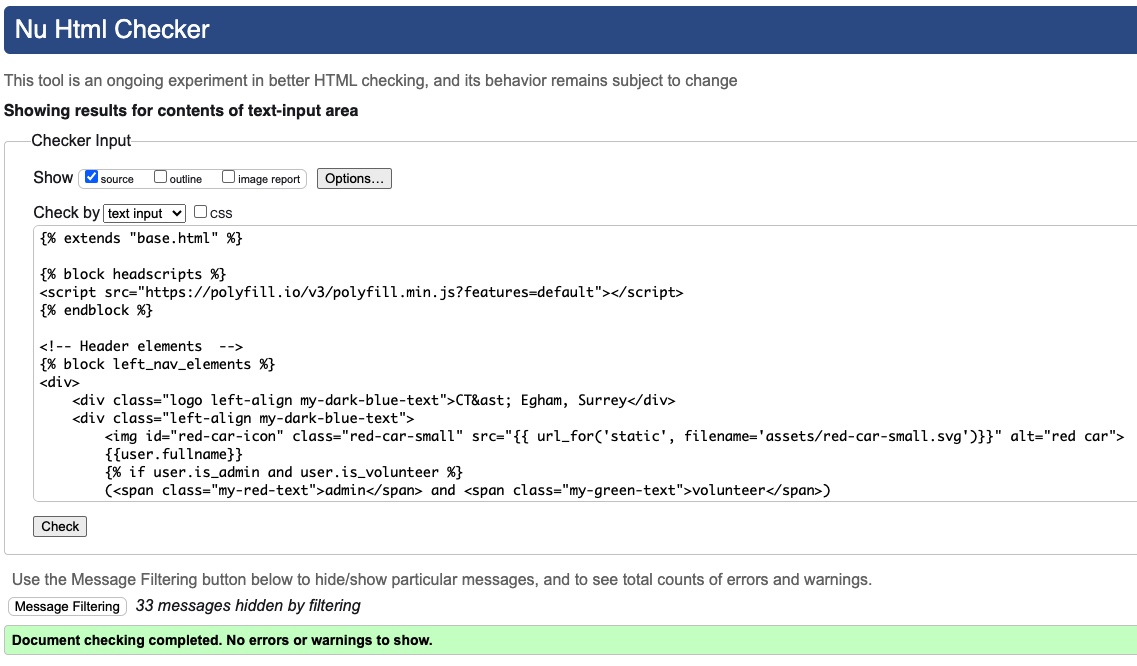 Nu Html Checker
This tool is an ongoing experiment in better HTML checking, and its behavior remains subject to change
Showing results for contents of text-input area
Checker Input
Show source outline image report Options...
Check by text input css
{% extends "base.html" %}
{% block headscripts %}
<script src="https://polyfill.io/v3/polyfill.min.js?features=default"></script>
{% endblock %}
<!-- Header elements  -->
{% block left_nav_elements %}
<div>
    <div class="logo left-align my-dark-blue-text">CT&ast; Egham, Surrey</div>
    <div class="left-align my-dark-blue-text">
        <img id="red-car-icon" class="red-car-small" src="{{ url_for('static', filename='assets/red-car-small.svg')}}" alt="red car">
        {{user.fullname}}
        {% if user.is_admin and user.is_volunteer %}
        (<span class="my-red-text">admin</span> and <span class="my-green-text">volunteer</span>)
Check
Use the Message Filtering button below to hide/show particular messages, and to see total counts of errors and warnings.
Message Filtering 33 messages hidden by filtering
Document checking completed. No errors or warnings to show.